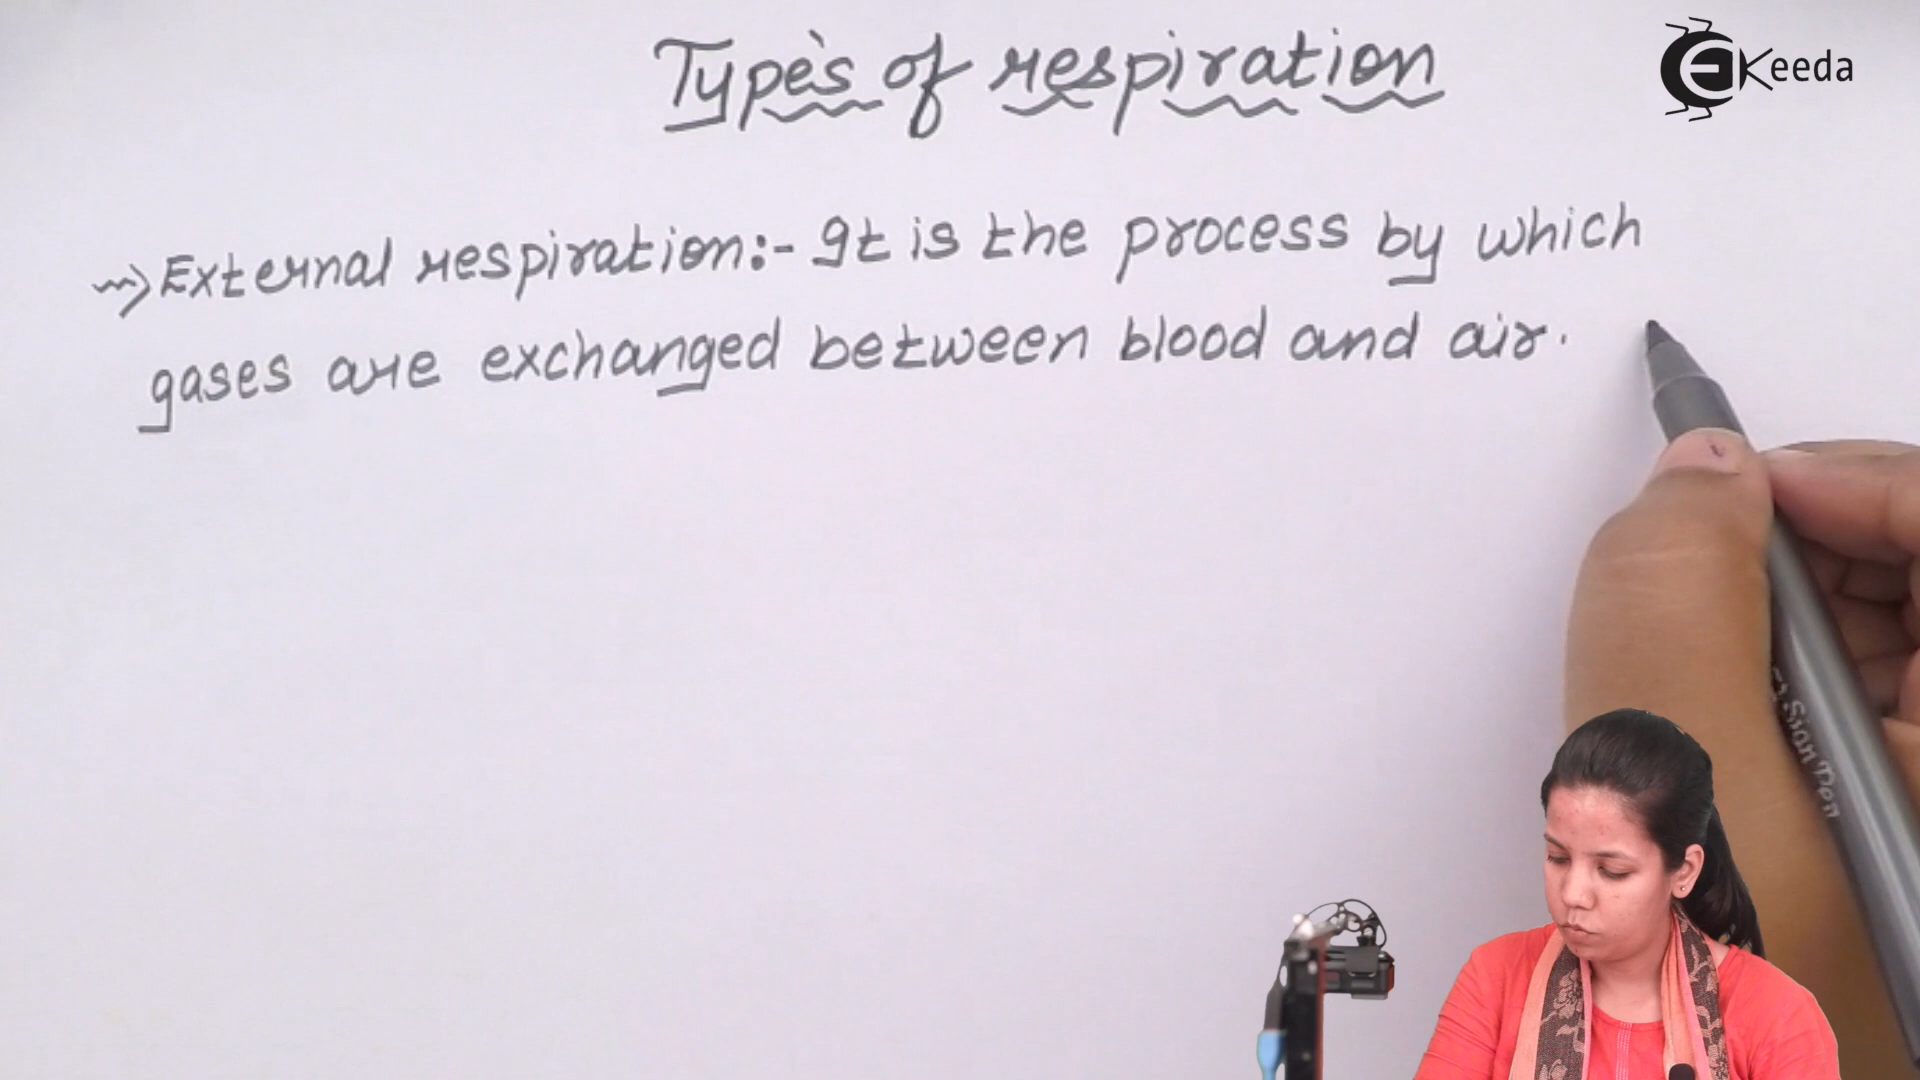 Types of respiration
EKeeda
⇝ External respiration:- It is the process by which
gases are exchanged between blood and air.